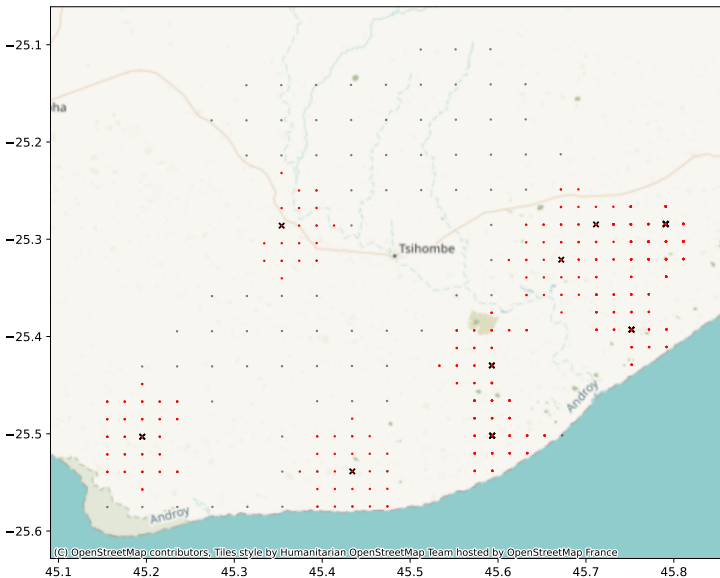 −25.1
ha
−25.2
−25.3
Tsihombe
−25.4
Androy
−25.5
Androy
−25.6
(C) OpenStreetMap contributors, Tiles style by Humanitarian OpenStreetMap Team hosted by OpenStreetMap France
45.1 45.2 45.3 45.4 45.5 45.6 45.7 45.8